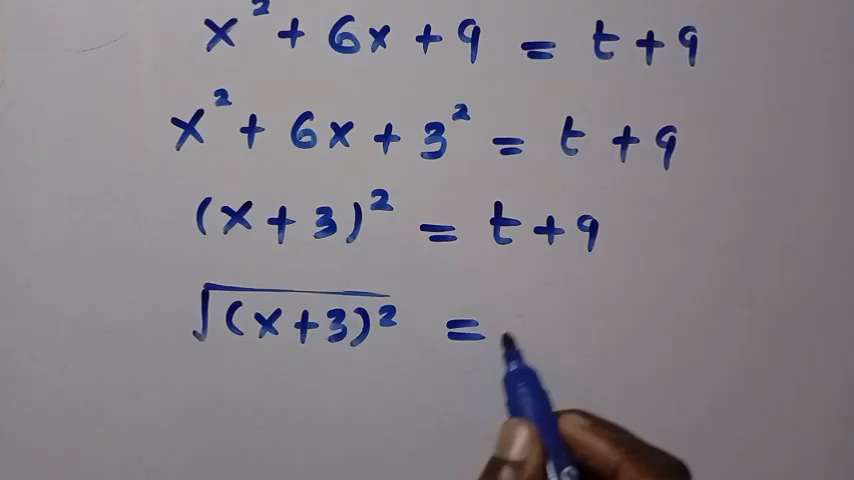 x² + 6x + 9 = t + 9
x² + 6x + 3² = t + 9
(x + 3)² = t + 9
√(x+3)² =